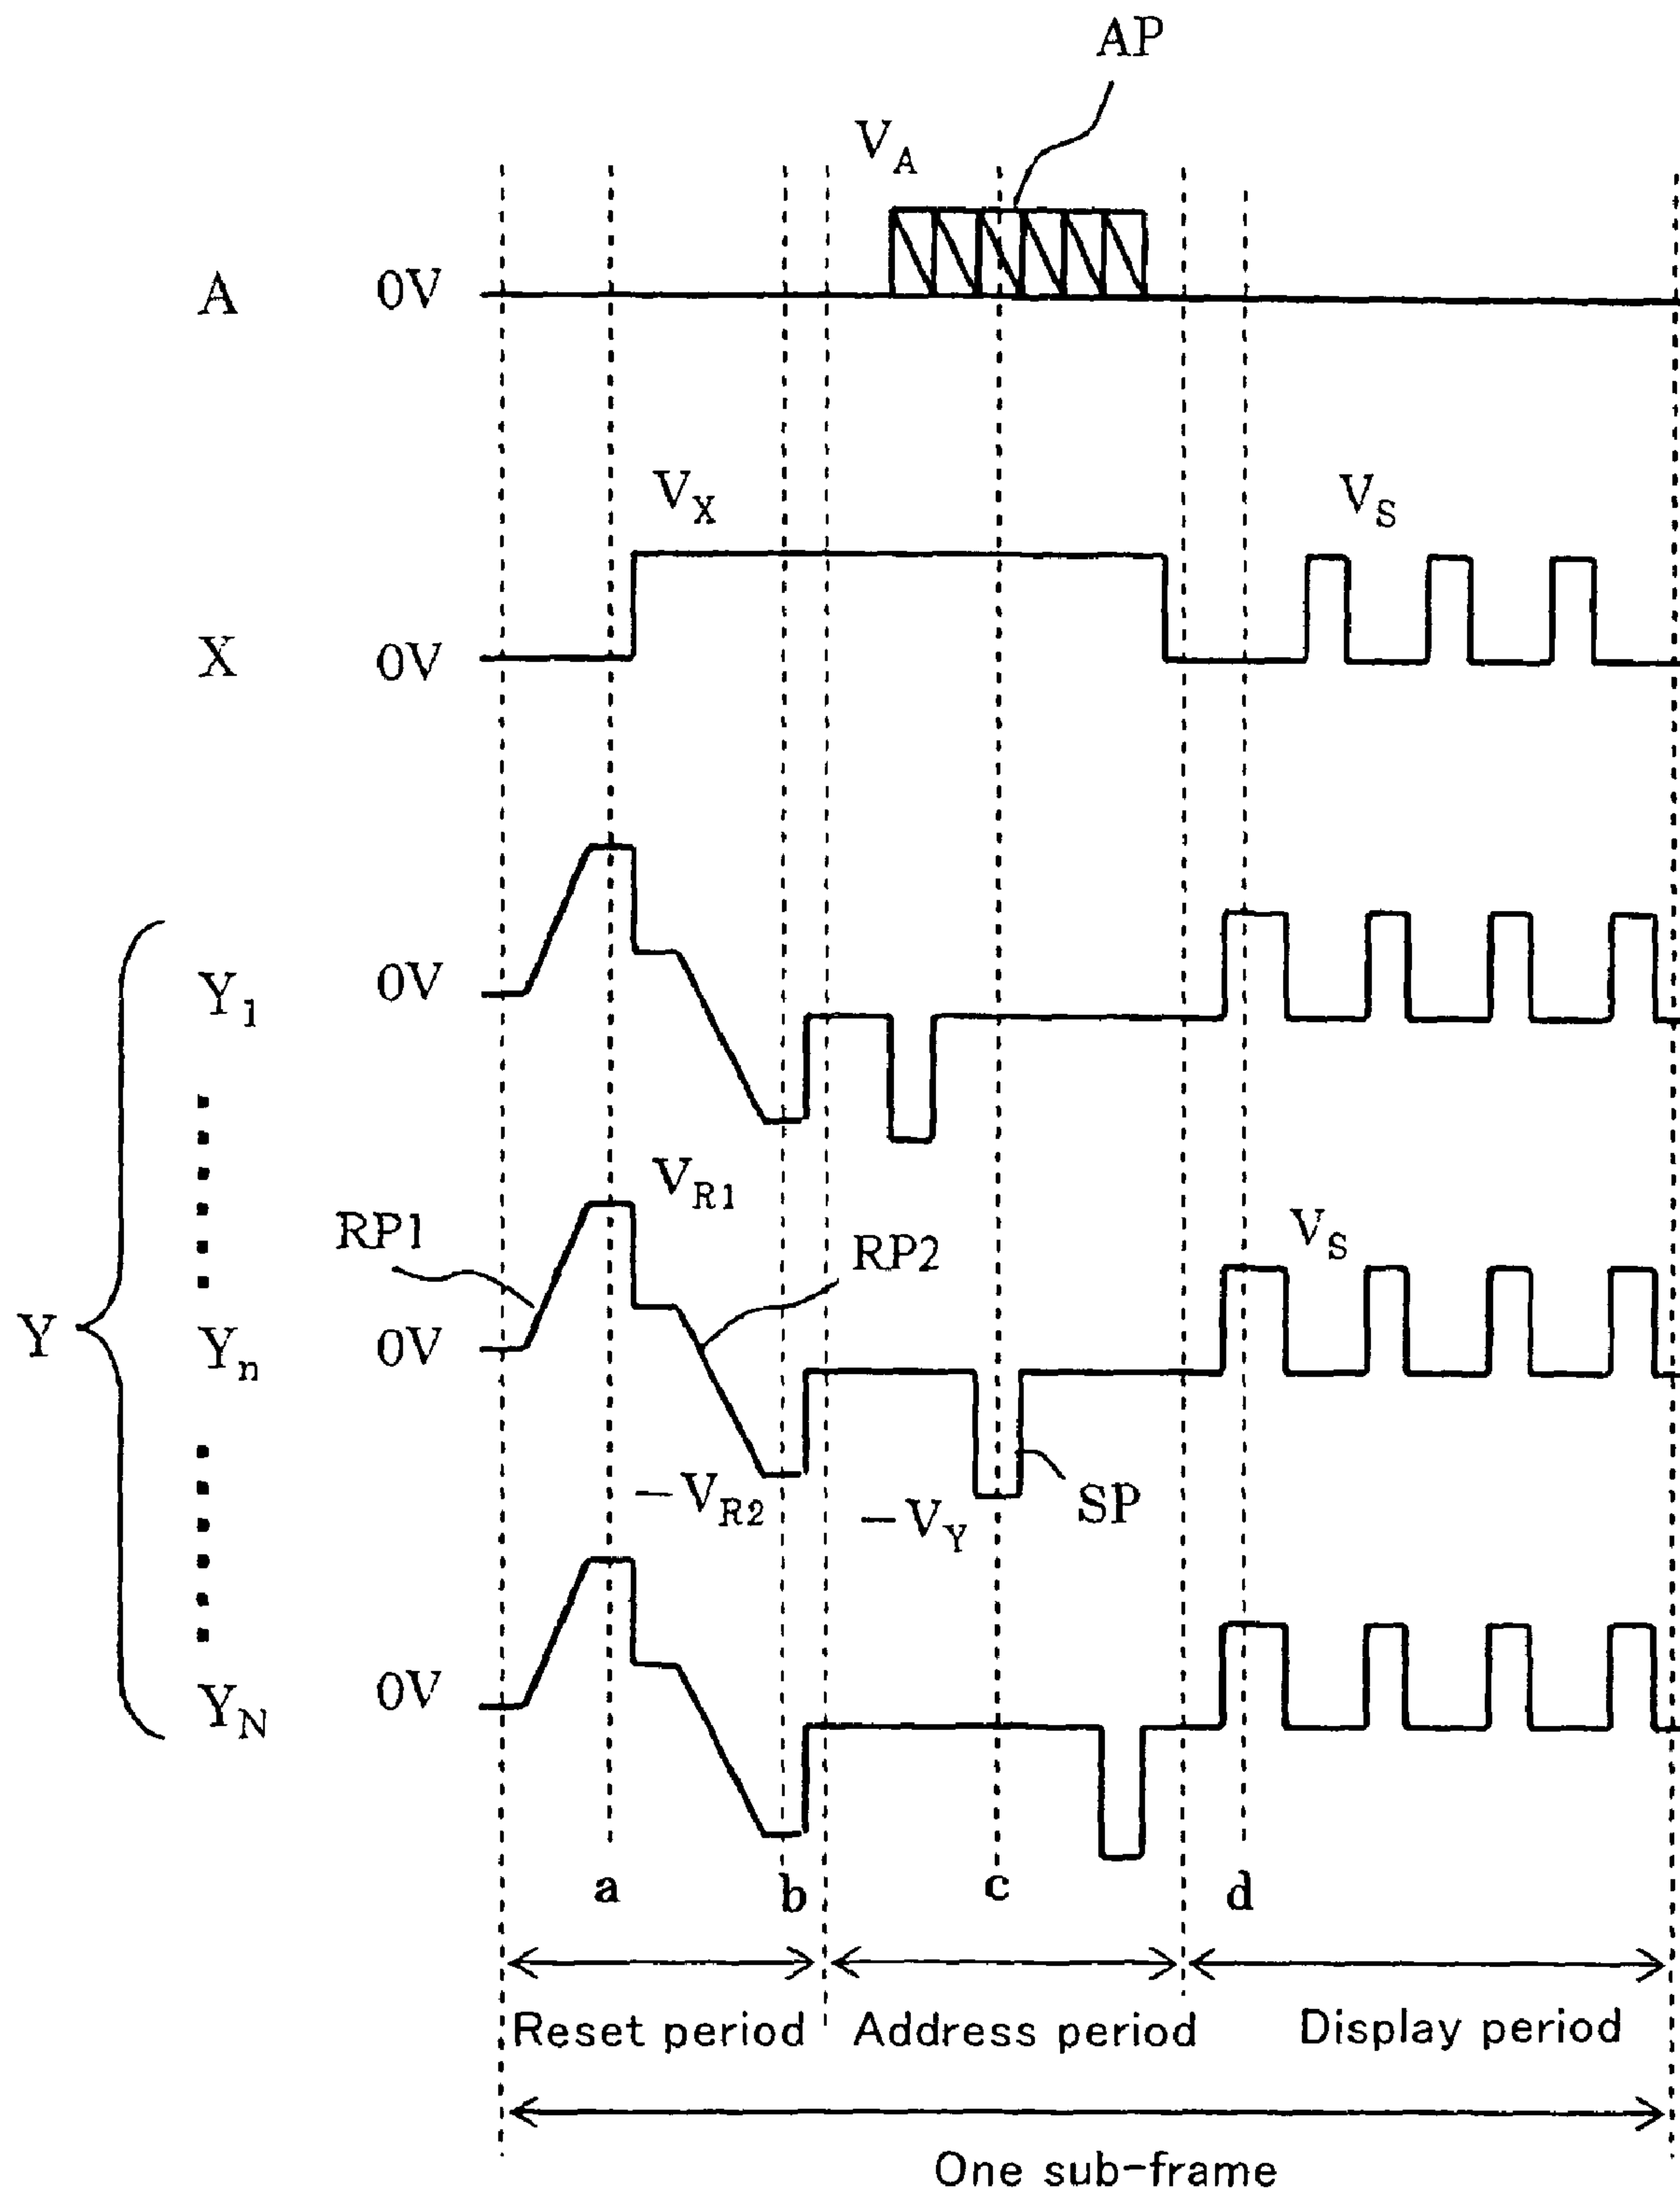 AP
V_A
A 0V
V_X V_S
X 0V
Y_1 0V
V_R1
RP1 RP2 V_S
Y Y_n 0V
-V_R2 -V_Y SP
Y_N 0V
a b c d
Reset period Address period Display period
One sub-frame